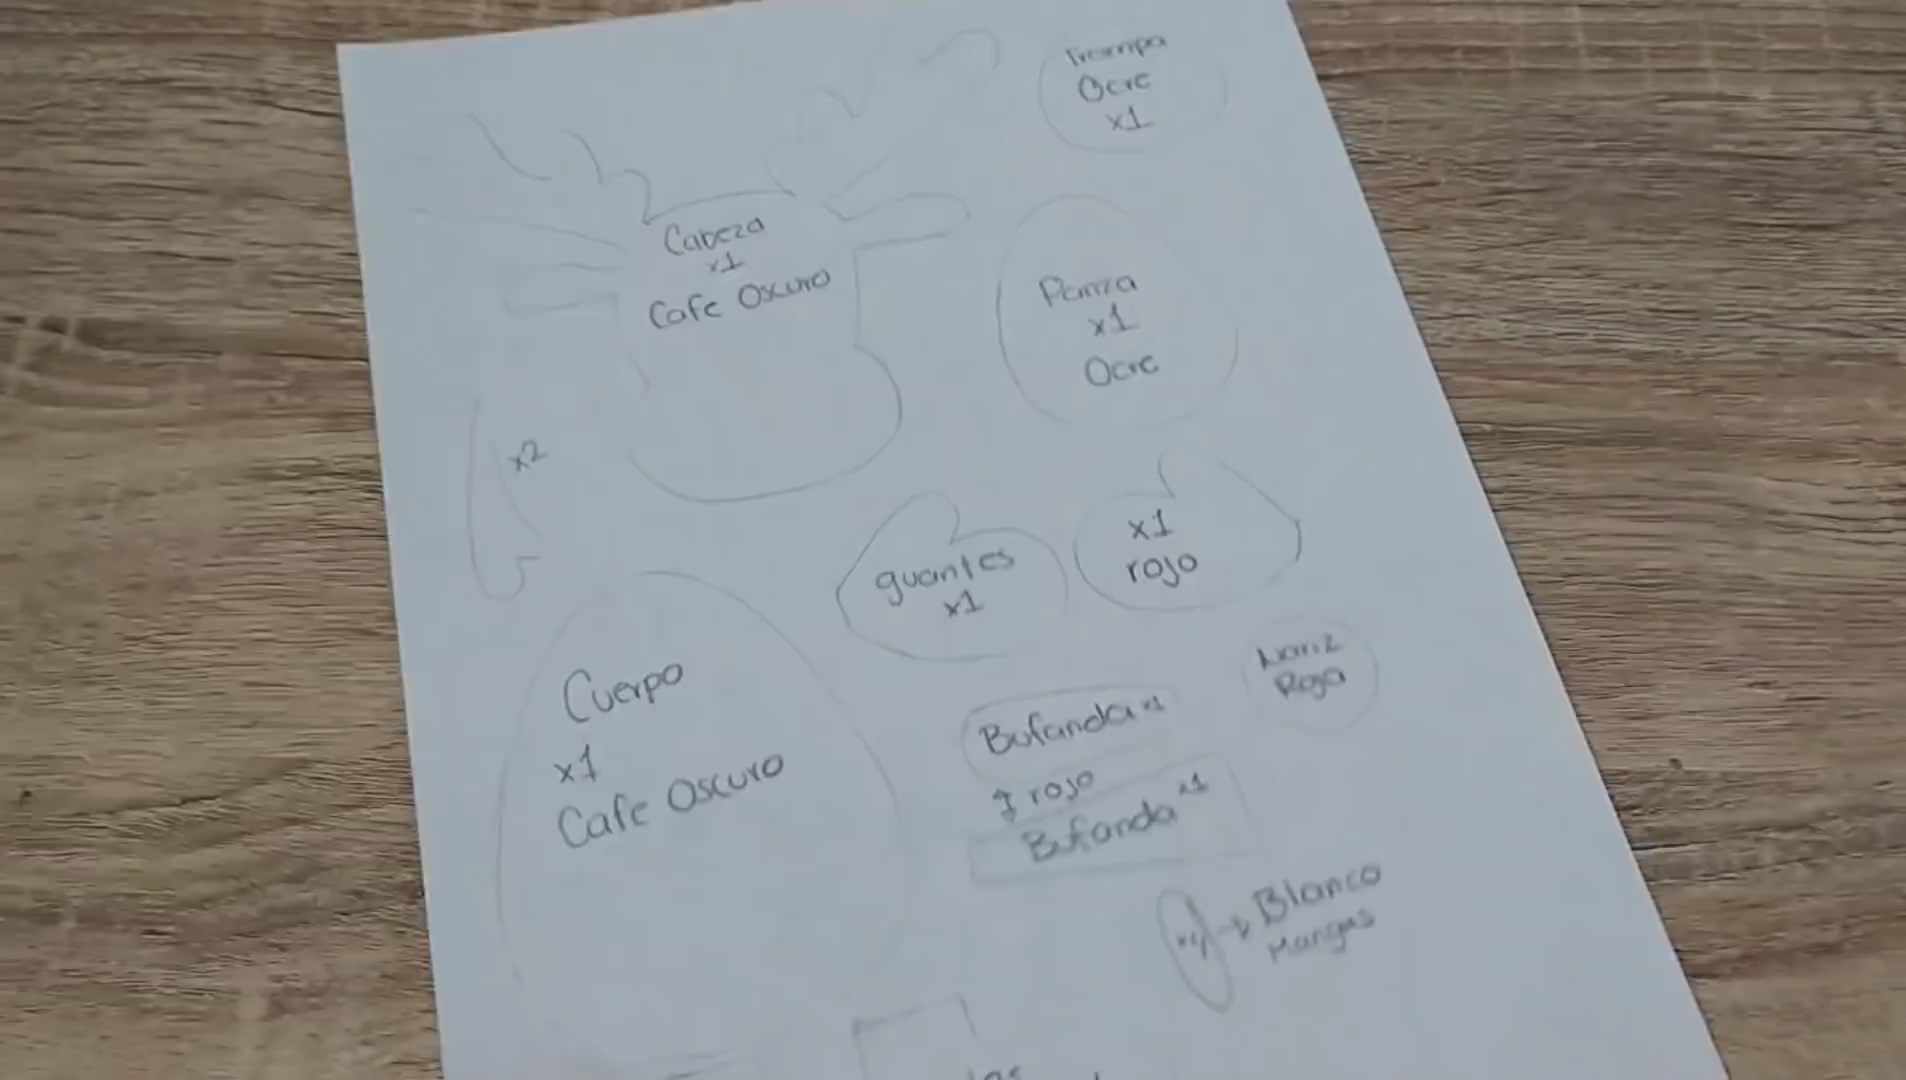 Trompa
Ocre
x1
Cabeza
x1
Cafe Oscuro
Panza
x1
Ocre
x2
guantes
x1
x1
rojo
Cuerpo
x1
Cafe Oscuro
Nariz
Roja
Bufanda x1
rojo
Bufanda x1
Blanco
Mangas